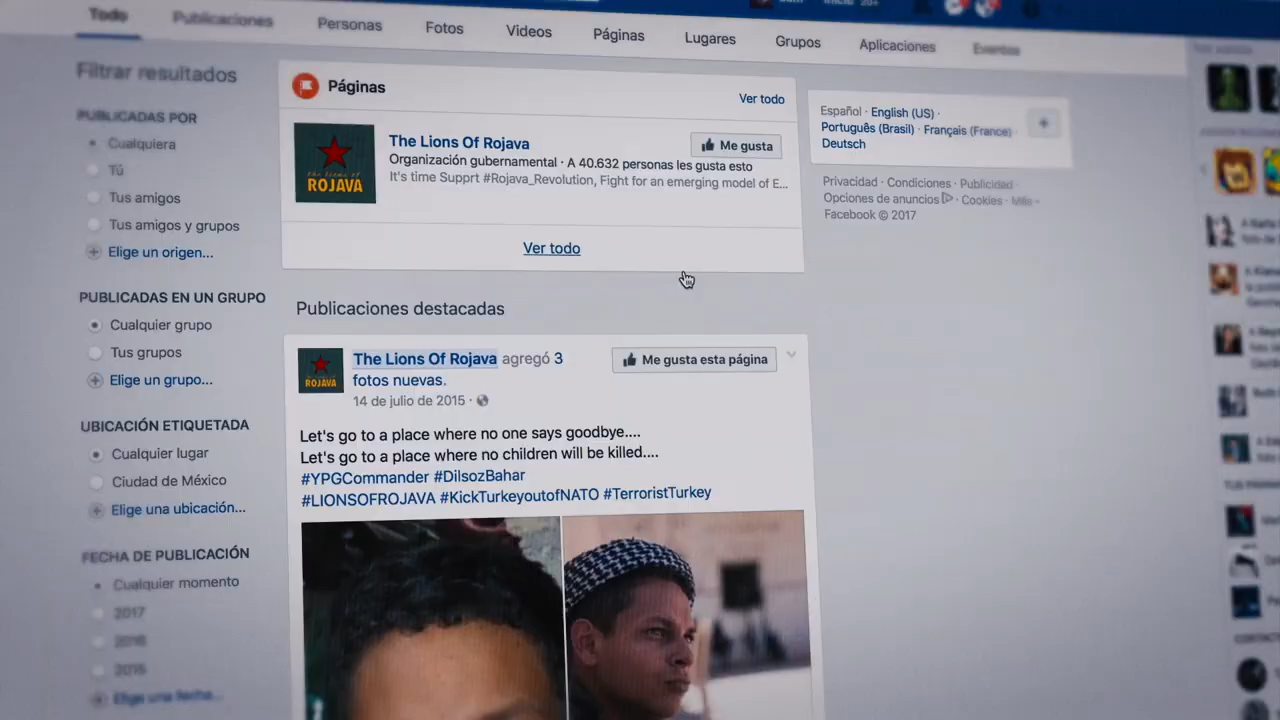 Todo
Publicaciones
Personas
Fotos
Videos
Páginas
Lugares
Grupos
Aplicaciones
Eventos
Filtrar resultados
PUBLICADAS POR
Cualquiera
Tú
Tus amigos
Tus amigos y grupos
Elige un origen...
PUBLICADAS EN UN GRUPO
Cualquier grupo
Tus grupos
Elige un grupo...
UBICACIÓN ETIQUETADA
Cualquier lugar
Ciudad de México
Elige una ubicación...
FECHA DE PUBLICACIÓN
Cualquier momento
2017
2016
2015
Elige una fecha...
Páginas
Ver todo
ROJAVA
The Lions Of Rojava
Me gusta
Organización gubernamental · A 40.632 personas les gusta esto
It's time Supprt #Rojava_Revolution, Fight for an emerging model of E...
Ver todo
Publicaciones destacadas
ROJAVA
The Lions Of Rojava agregó 3
fotos nuevas.
14 de julio de 2015 ·
Me gusta esta página
Let's go to a place where no one says goodbye....
Let's go to a place where no children will be killed....
#YPGCommander #DilsozBahar
#LIONSOFROJAVA #KickTurkeyoutofNATO #TerroristTurkey
Español · English (US) ·
Português (Brasil) · Français (France)
Deutsch
+
Privacidad · Condiciones · Publicidad ·
Opciones de anuncios · Cookies · Más
Facebook © 2017